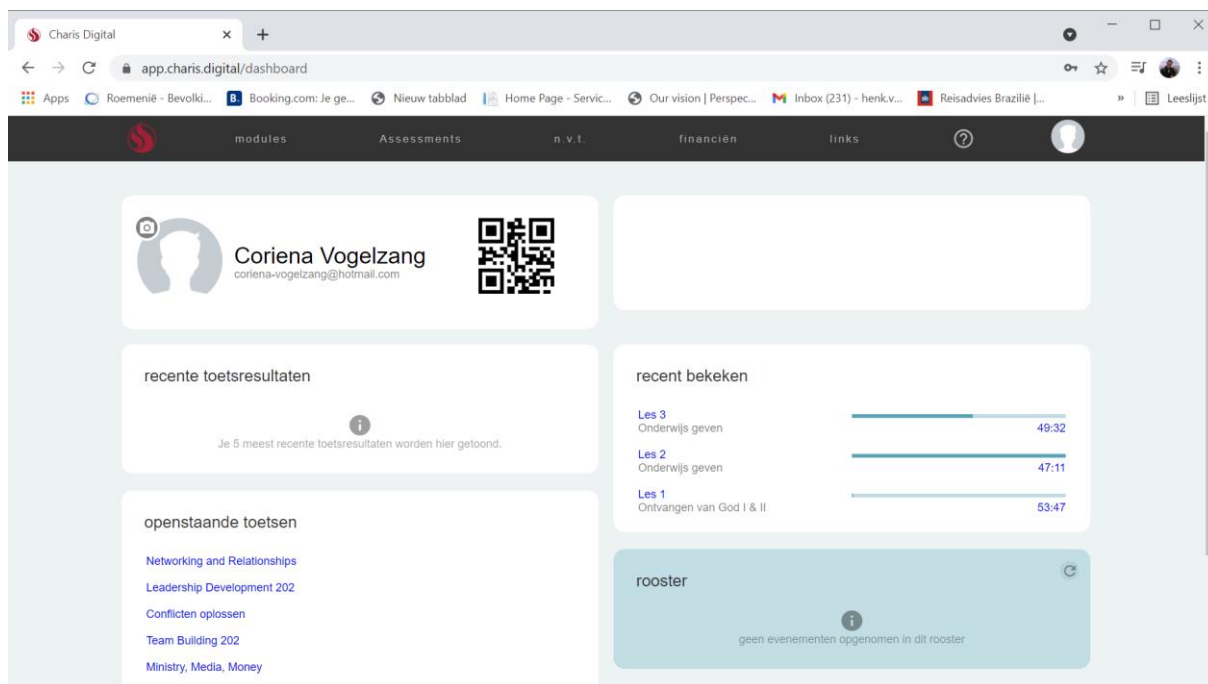 Charis Digital
app.charis.digital/dashboard
Apps Roemenië - Bevolki... B. Booking.com: Je ge... Nieuw tabblad Home Page - Servic... Our vision | Perspec... Inbox (231) - henk.v... Reisadvies Brazilië |... » Leeslijst
modules Assessments n.v.t. financiën links ?
Coriena Vogelzang
coriena-vogelzang@hotmail.com
recente toetsresultaten
Je 5 meest recente toetsresultaten worden hier getoond.
openstaande toetsen
Networking and Relationships
Leadership Development 202
Conflicten oplossen
Team Building 202
Ministry, Media, Money
recent bekeken
Les 3
Onderwijs geven 49:32
Les 2
Onderwijs geven 47:11
Les 1
Ontvangen van God I & II 53:47
rooster
geen evenementen opgenomen in dit rooster